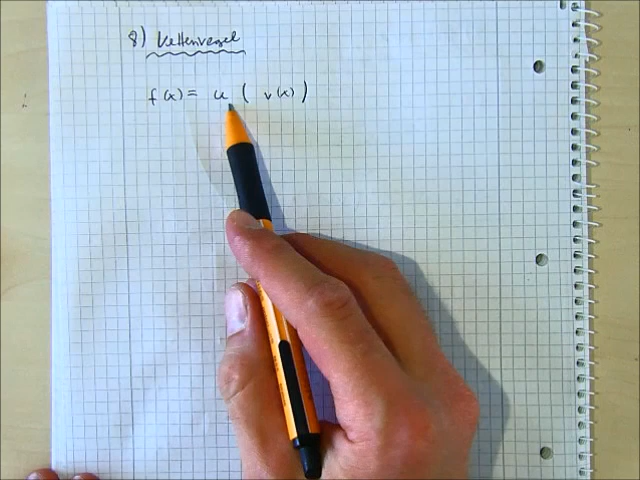 8) Kettenregel
f(x) = u ( v(x) )